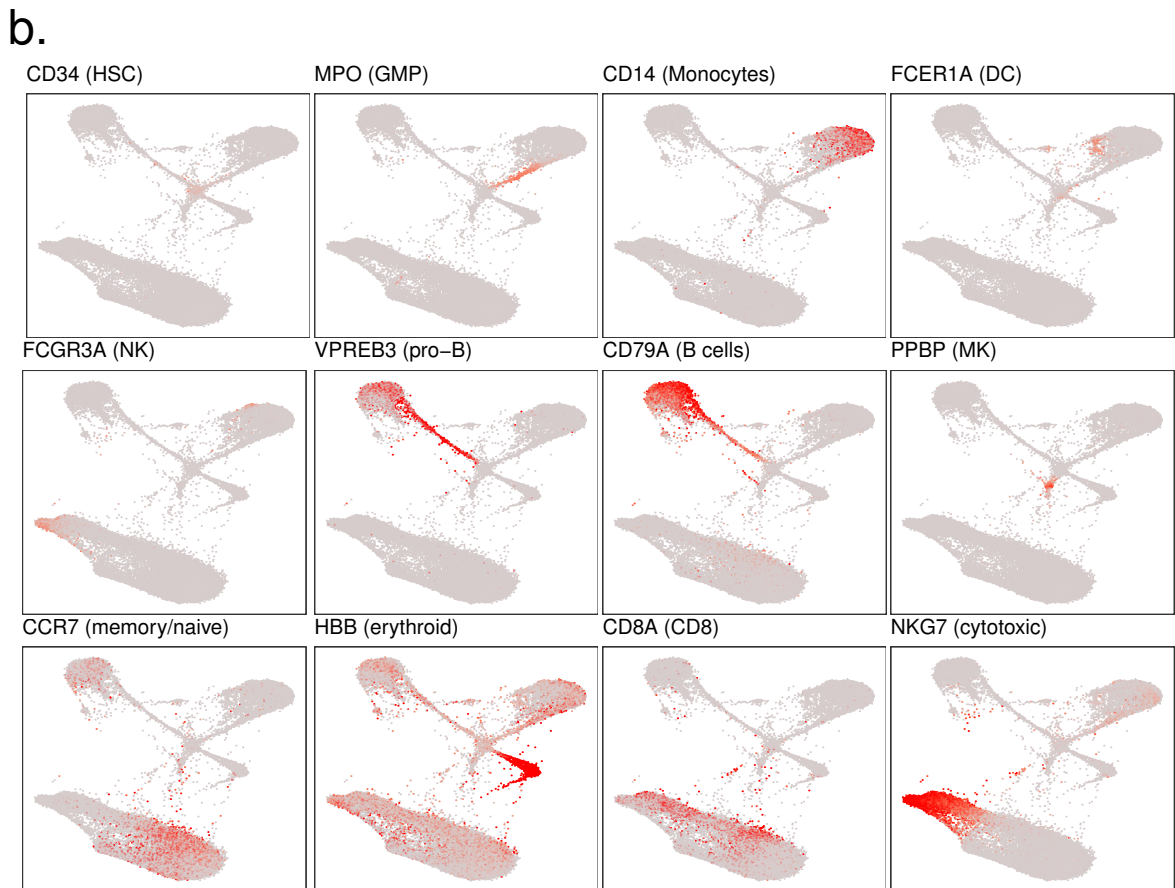 b.
CD34 (HSC)
MPO (GMP)
CD14 (Monocytes)
FCER1A (DC)
FCGR3A (NK)
VPREB3 (pro−B)
CD79A (B cells)
PPBP (MK)
CCR7 (memory/naive)
HBB (erythroid)
CD8A (CD8)
NKG7 (cytotoxic)